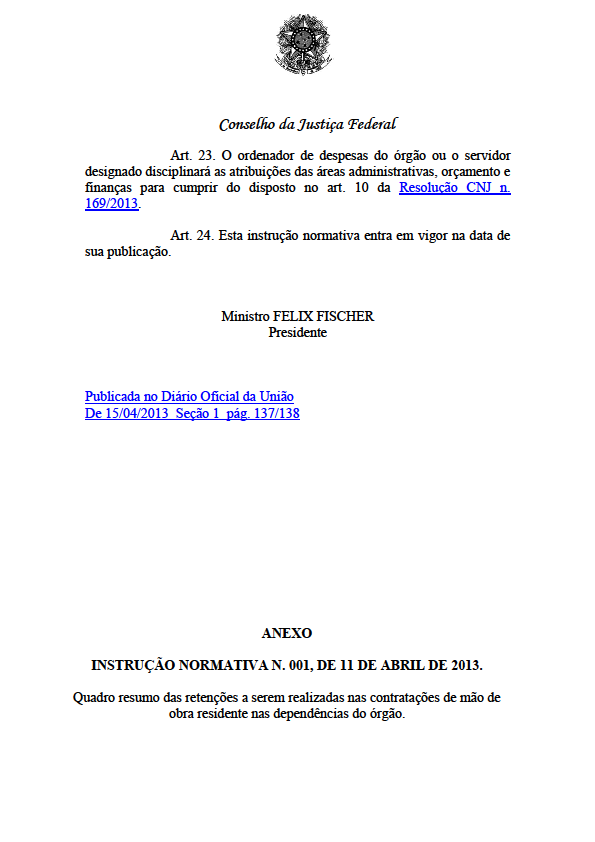 Conselho da Justiça Federal
Art. 23. O ordenador de despesas do órgão ou o servidor
designado disciplinará as atribuições das áreas administrativas, orçamento e
finanças para cumprir do disposto no art. 10 da Resolução CNJ n.
169/2013.
Art. 24. Esta instrução normativa entra em vigor na data de
sua publicação.
Ministro FELIX FISCHER
Presidente
Publicada no Diário Oficial da União
De 15/04/2013 Seção 1 pág. 137/138
ANEXO
INSTRUÇÃO NORMATIVA N. 001, DE 11 DE ABRIL DE 2013.
Quadro resumo das retenções a serem realizadas nas contratações de mão de
obra residente nas dependências do órgão.